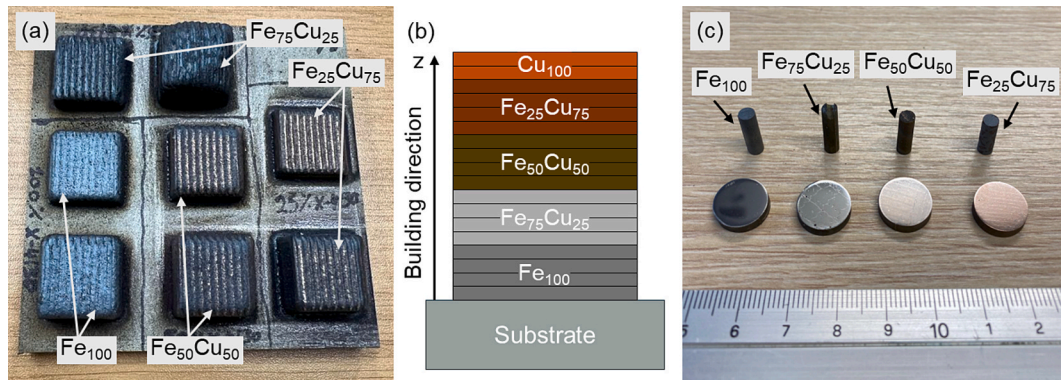 (a)
Fe₇₅Cu₂₅
Fe₂₅Cu₇₅
Fe₁₀₀
Fe₅₀Cu₅₀
(b)
z
Building direction
Cu₁₀₀
Fe₂₅Cu₇₅
Fe₅₀Cu₅₀
Fe₇₅Cu₂₅
Fe₁₀₀
Substrate
(c)
Fe₁₀₀
Fe₇₅Cu₂₅
Fe₅₀Cu₅₀
Fe₂₅Cu₇₅
5 6 7 8 9 10 1 2